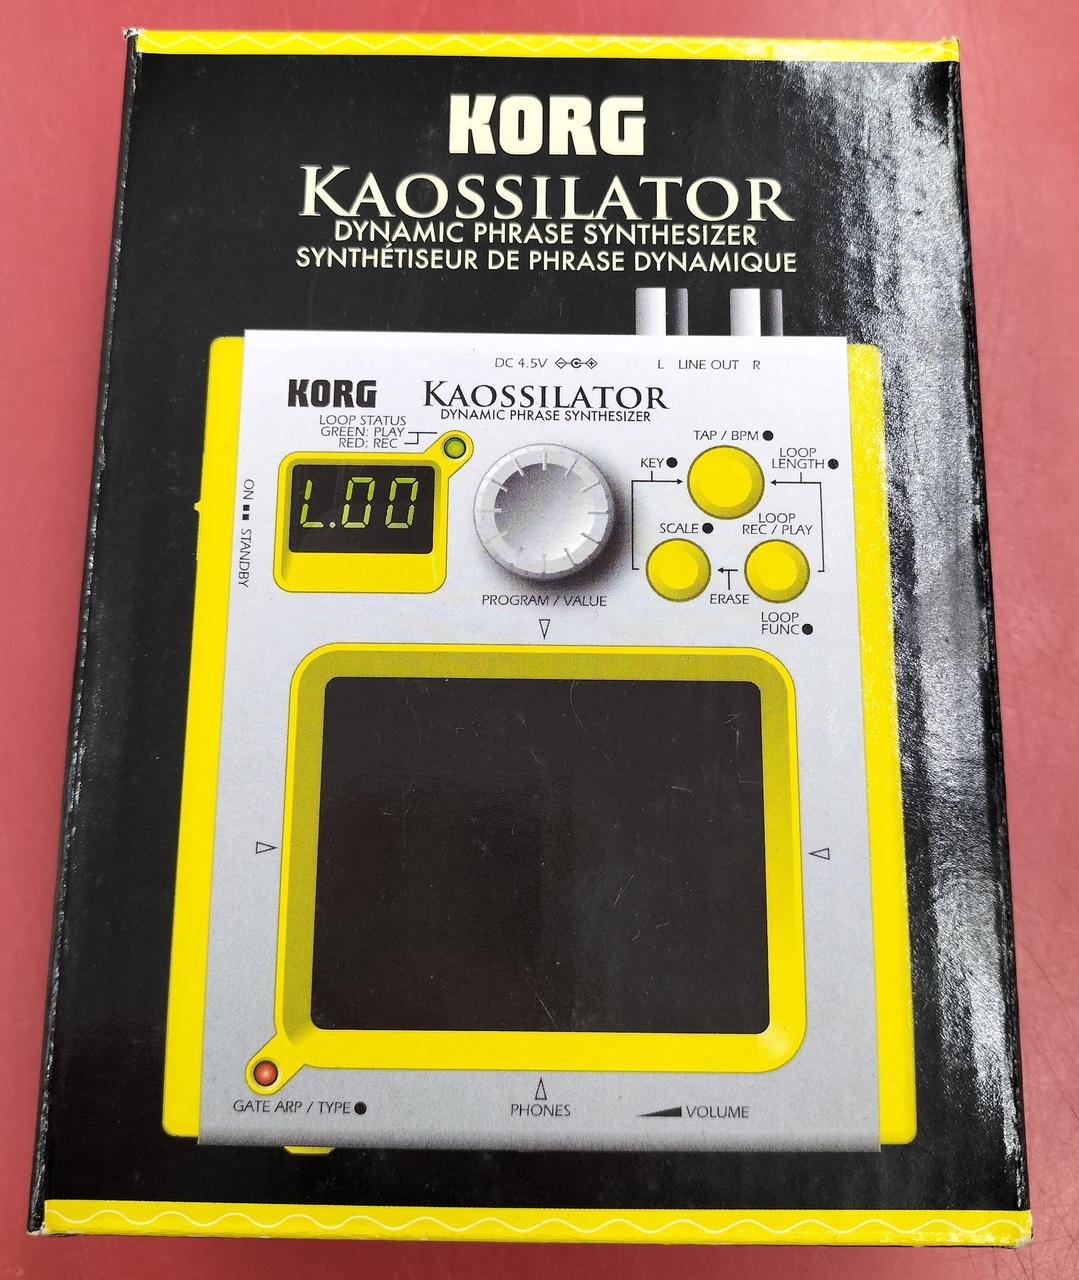 KORG
KAOSSILATOR
DYNAMIC PHRASE SYNTHESIZER
SYNTHÉTISEUR DE PHRASE DYNAMIQUE
DC 4.5V
L LINE OUT R
KORG
KAOSSILATOR
DYNAMIC PHRASE SYNTHESIZER
LOOP STATUS
GREEN: PLAY
RED: REC
TAP / BPM
KEY
LOOP
LENGTH
ON
STANDBY
L.00
SCALE
LOOP
REC / PLAY
PROGRAM / VALUE
ERASE
LOOP
FUNC
GATE ARP / TYPE
PHONES
VOLUME